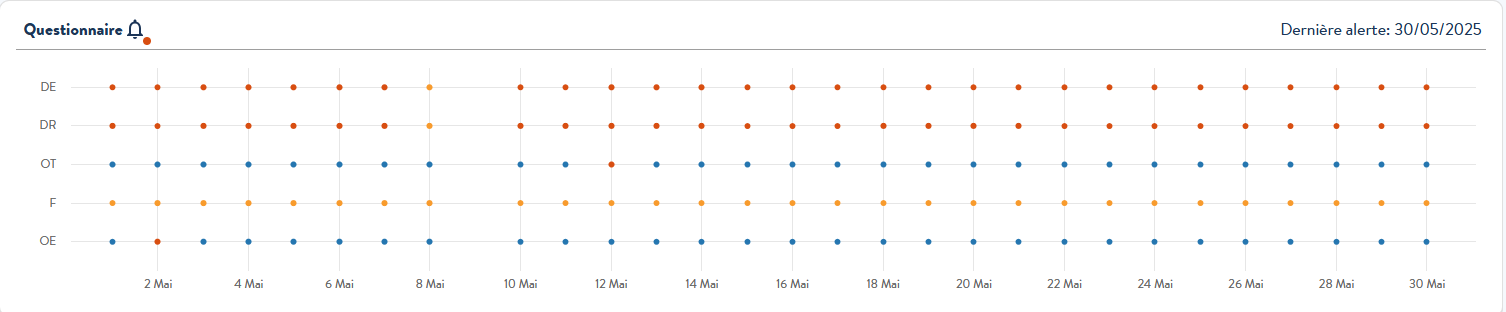 Questionnaire
Dernière alerte: 30/05/2025
DE
DR
OT
F
OE
2 Mai 4 Mai 6 Mai 8 Mai 10 Mai 12 Mai 14 Mai 16 Mai 18 Mai 20 Mai 22 Mai 24 Mai 26 Mai 28 Mai 30 Mai